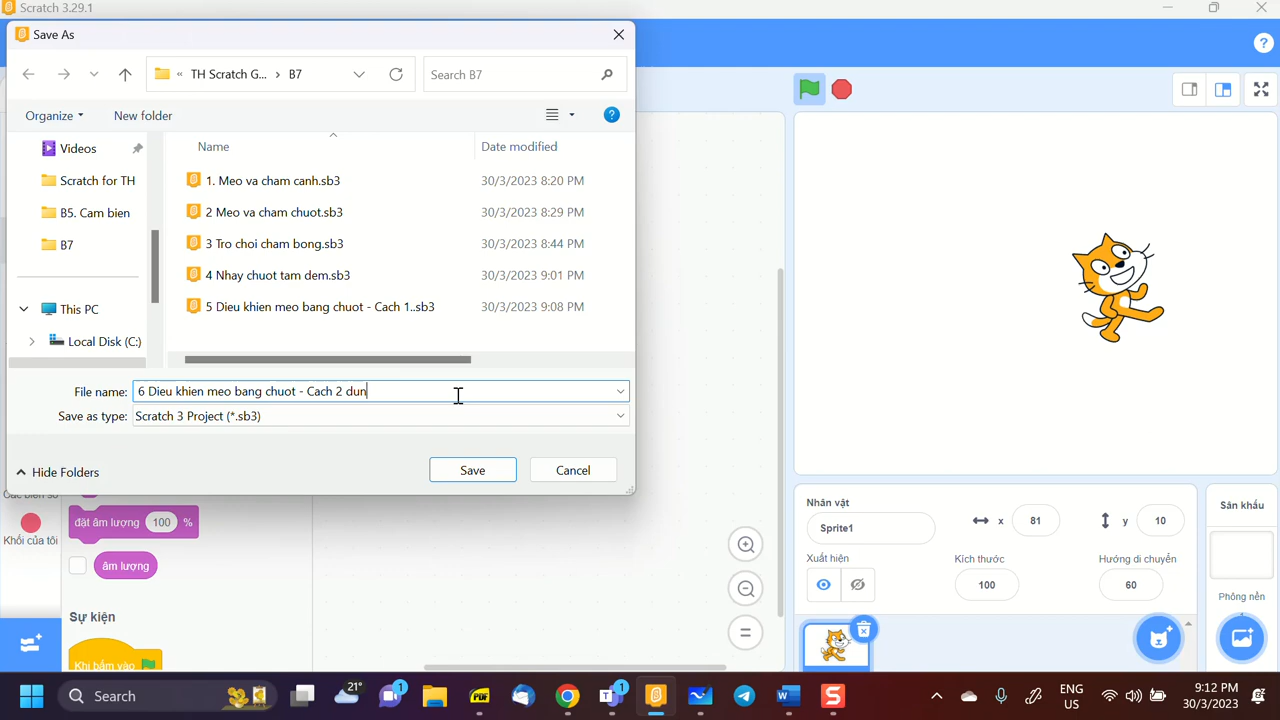 Scratch 3.29.1
Save As
« TH Scratch G... › B7
Search B7
Organize
New folder
Name
Date modified
Videos
Scratch for TH
B5. Cam bien
B7
This PC
Local Disk (C:)
1. Meo va cham canh.sb3 30/3/2023 8:20 PM
2 Meo va cham chuot.sb3 30/3/2023 8:29 PM
3 Tro choi cham bong.sb3 30/3/2023 8:44 PM
4 Nhay chuot tam dem.sb3 30/3/2023 9:01 PM
5 Dieu khien meo bang chuot - Cach 1..sb3 30/3/2023 9:08 PM
File name: 6 Dieu khien meo bang chuot - Cach 2 dun
Save as type: Scratch 3 Project (*.sb3)
Hide Folders
Save
Cancel
Các biến số
Khối của tôi
đặt âm lượng 100 %
âm lượng
Sự kiện
Khi bấm vào
Nhân vật
Sprite1
x 81
y 10
Xuất hiện
Kích thước
100
Hướng di chuyển
60
Sân khấu
Phông nền
Search
21°
1
PDF
1
ENG
US
9:12 PM
30/3/2023